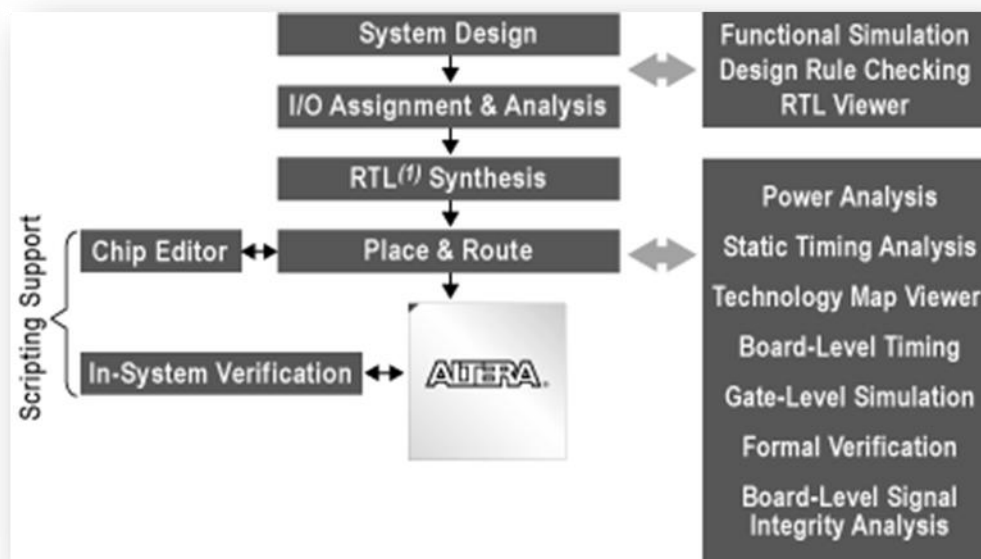 System Design
I/O Assignment & Analysis
RTL(1) Synthesis
Place & Route
Chip Editor
In-System Verification
Scripting Support
ALTERA®
Functional Simulation
Design Rule Checking
RTL Viewer
Power Analysis
Static Timing Analysis
Technology Map Viewer
Board-Level Timing
Gate-Level Simulation
Formal Verification
Board-Level Signal
Integrity Analysis